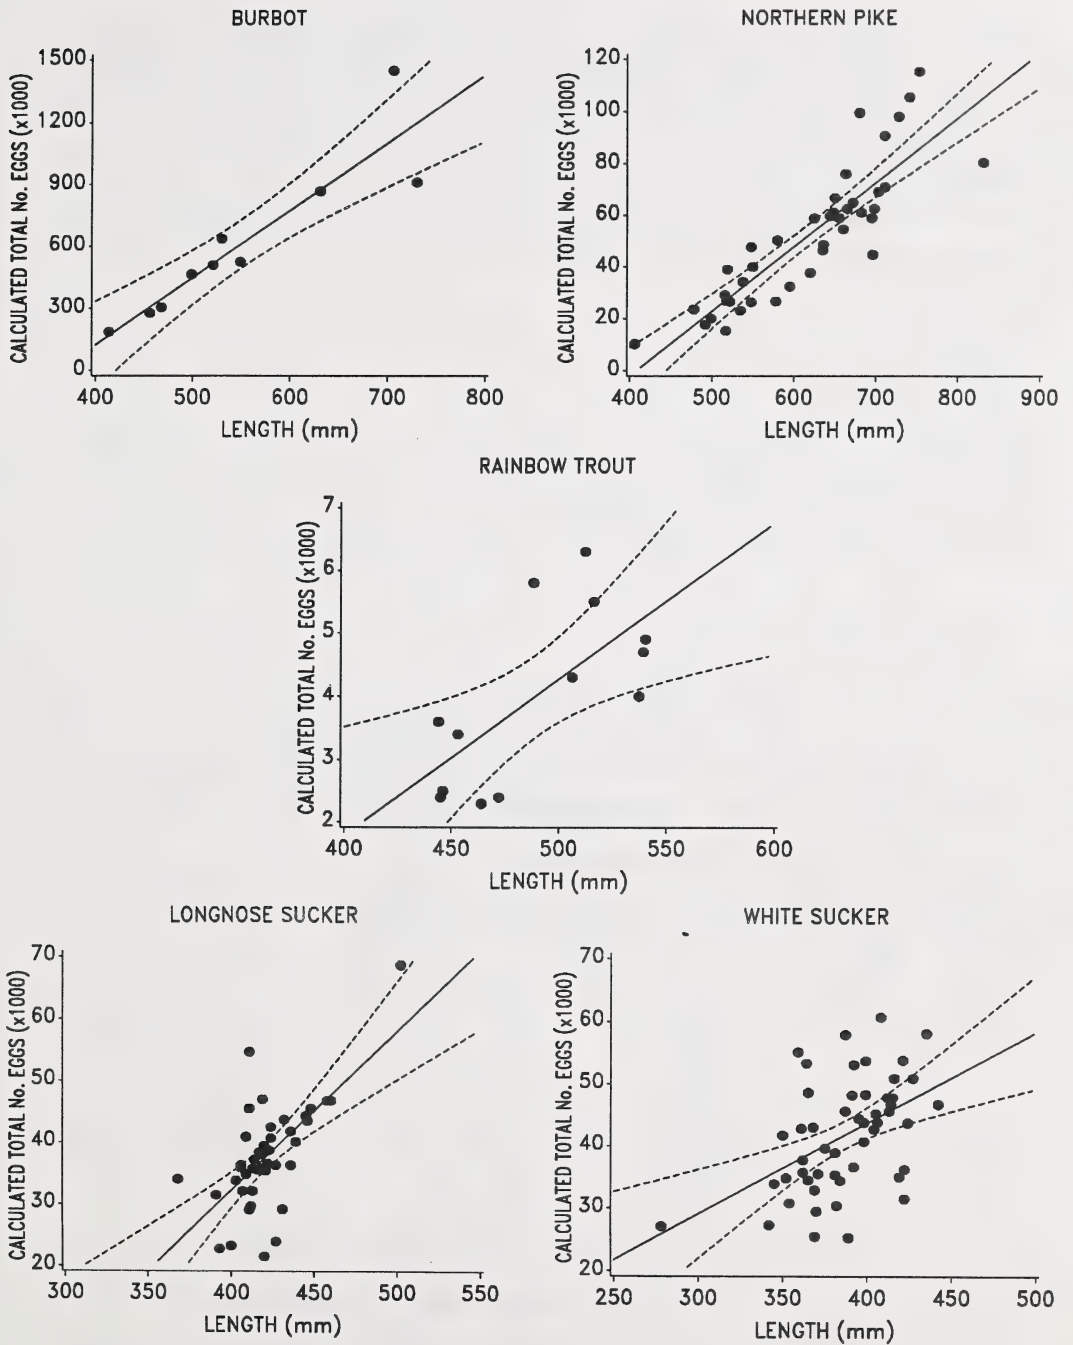 BURBOT
CALCULATED TOTAL No. EGGS (x1000)
1500
1200
900
600
300
0
400 500 600 700 800
LENGTH (mm)
NORTHERN PIKE
CALCULATED TOTAL No. EGGS (x1000)
120
100
80
60
40
20
0
400 500 600 700 800 900
LENGTH (mm)
RAINBOW TROUT
CALCULATED TOTAL No. EGGS (x1000)
7
6
5
4
3
2
400 450 500 550 600
LENGTH (mm)
LONGNOSE SUCKER
CALCULATED TOTAL No. EGGS (x1000)
70
60
50
40
30
20
300 350 400 450 500 550
LENGTH (mm)
WHITE SUCKER
CALCULATED TOTAL No. EGGS (x1000)
70
60
50
40
30
20
250 300 350 400 450 500
LENGTH (mm)